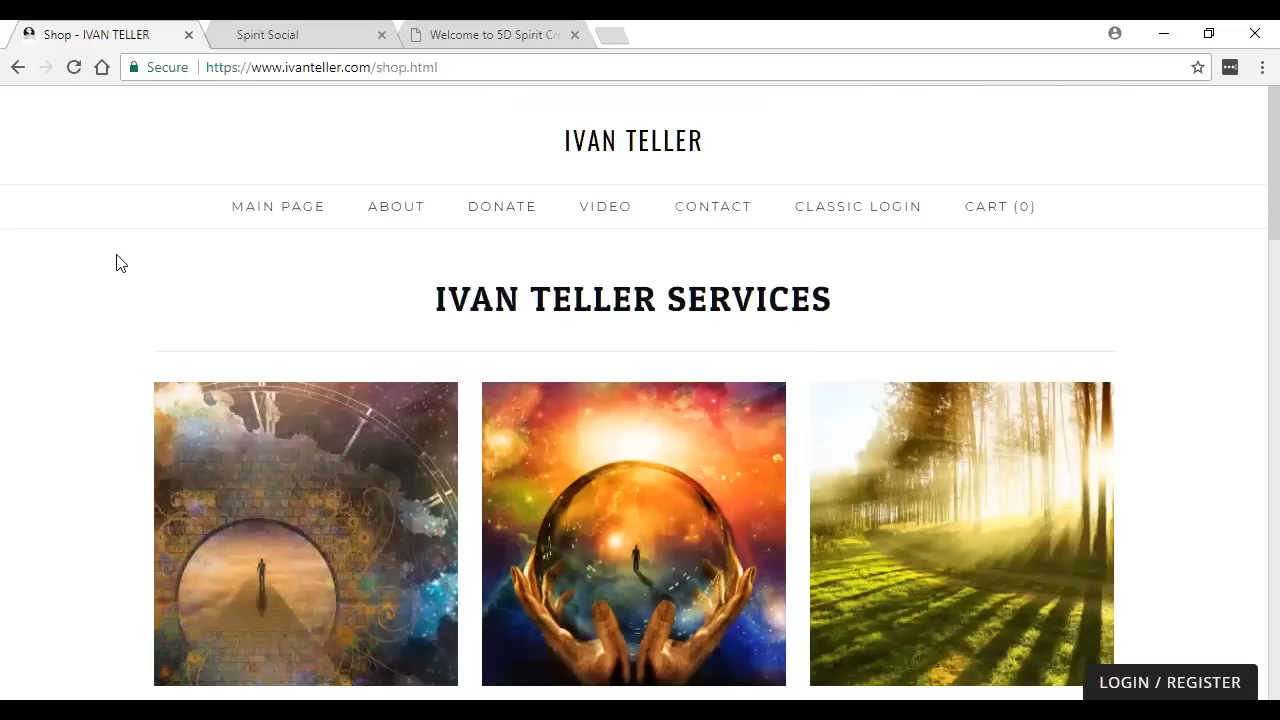 Shop - IVAN TELLER
Spirit Social
Welcome to 5D Spirit Cr
Secure
https://www.ivanteller.com/shop.html
IVAN TELLER
MAIN PAGE
ABOUT
DONATE
VIDEO
CONTACT
CLASSIC LOGIN
CART (0)
IVAN TELLER SERVICES
LOGIN / REGISTER